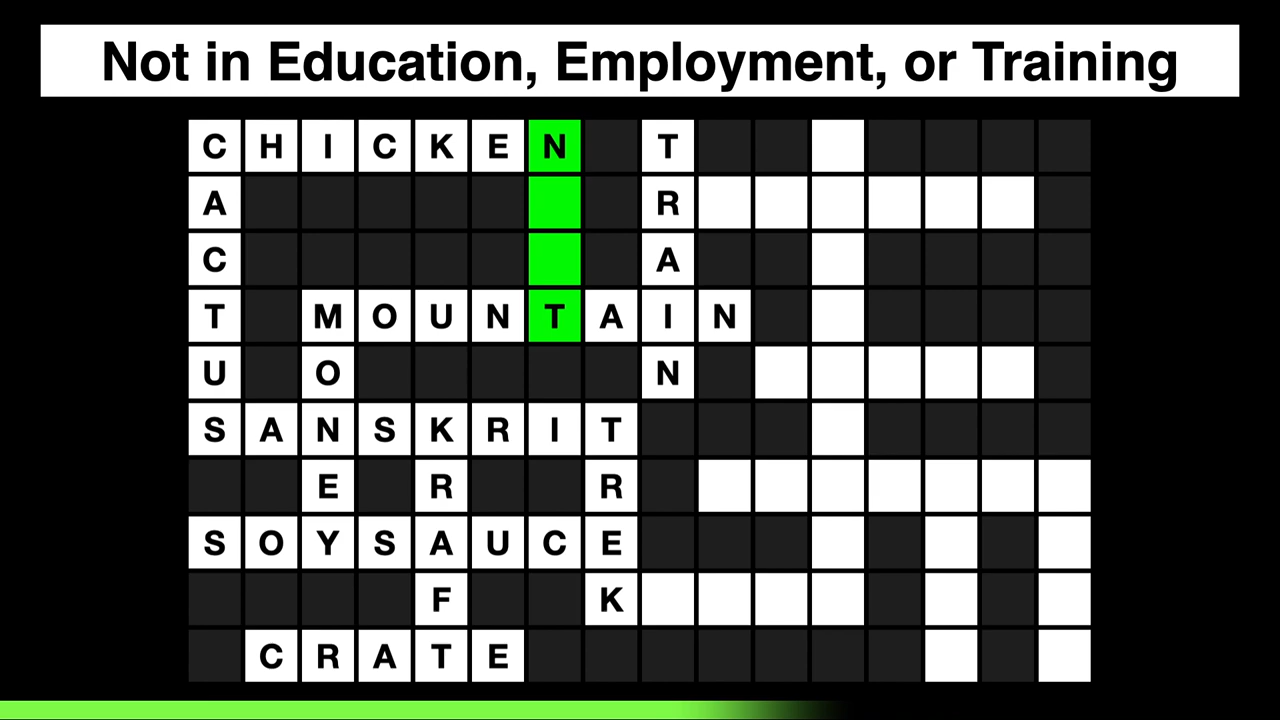 Not in Education, Employment, or Training
CHICKEN T
A R
C A
T MOUNTAIN N
U O N
SANSKRIT
E R R
SOYSAUCE
F K
CRATE